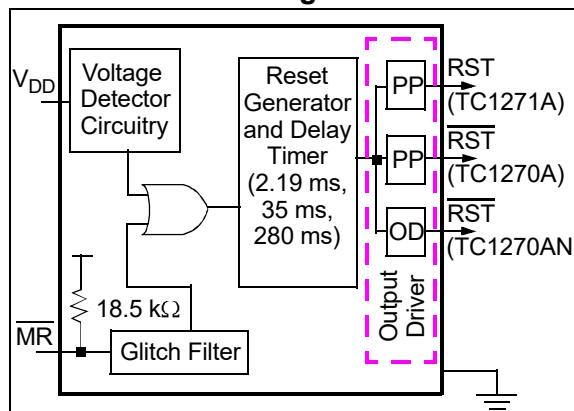 VDD
Voltage
Detector
Circuitry
Reset
Generator
and Delay
Timer
(2.19 ms,
35 ms,
280 ms)
PP
RST
(TC1271A)
PP
RST
(TC1270A)
OD
RST
(TC1270AN
Output
Driver
18.5 kΩ
MR
Glitch Filter